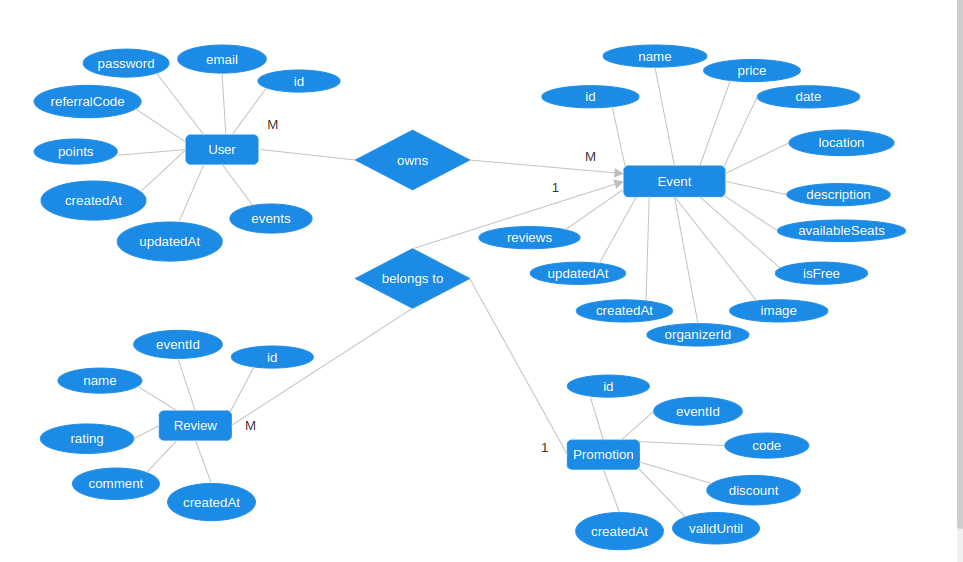 name
email
password
id
price
id
date
referralCode
M
location
User
points
M
owns
Event
1
createdAt
description
events
availableSeats
reviews
updatedAt
updatedAt
isFree
belongs to
createdAt
image
organizerId
eventId
id
name
id
eventId
Review
M
rating
code
1
Promotion
comment
discount
createdAt
validUntil
createdAt